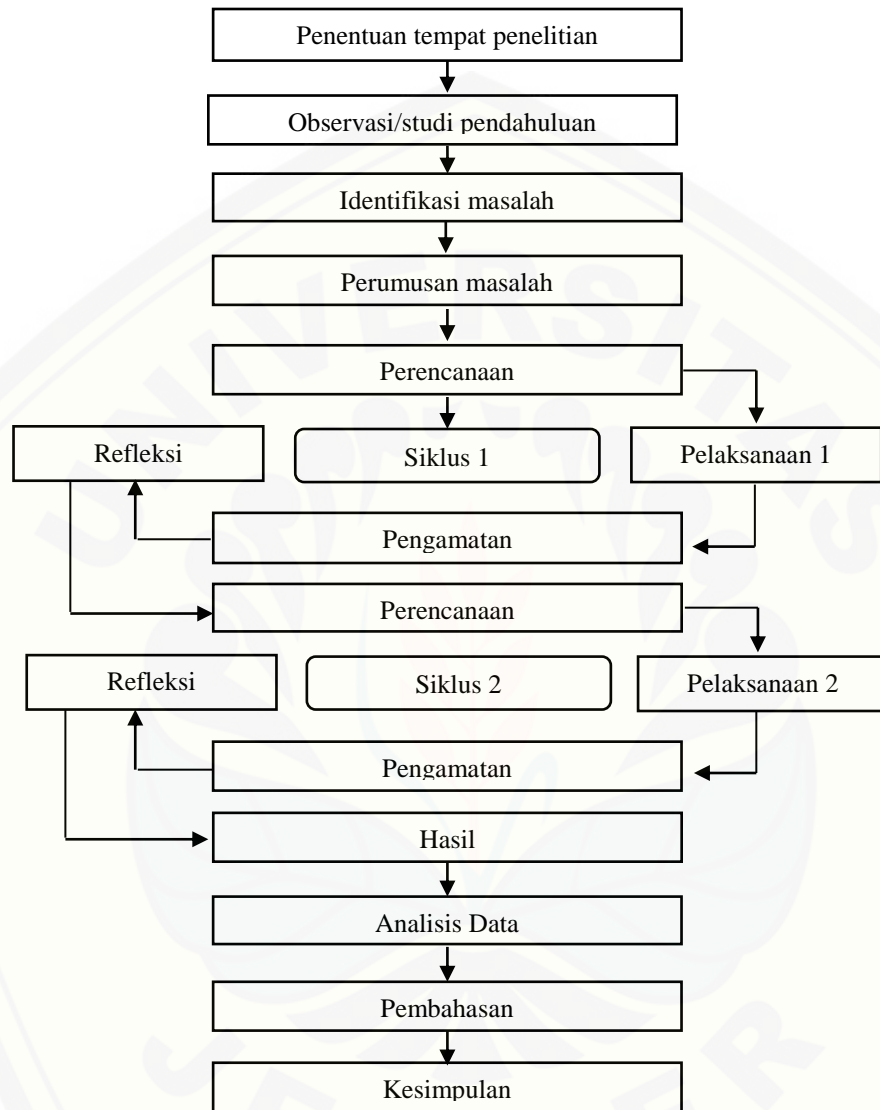 Penentuan tempat penelitian
Observasi/studi pendahuluan
Identifikasi masalah
Perumusan masalah
Perencanaan
Refleksi
Siklus 1
Pelaksanaan 1
Pengamatan
Perencanaan
Refleksi
Siklus 2
Pelaksanaan 2
Pengamatan
Hasil
Analisis Data
Pembahasan
Kesimpulan
UNIVERSITAS